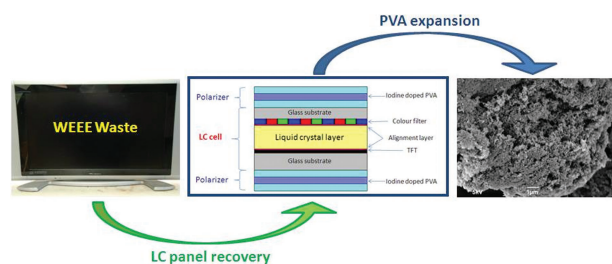 PVA expansion
WEEE Waste
Polarizer
Iodine doped PVA
Glass substrate
Colour filter
LC cell
Liquid crystal layer
Alignment layer
TFT
Glass substrate
Polarizer
Iodine doped PVA
1µm
LC panel recovery